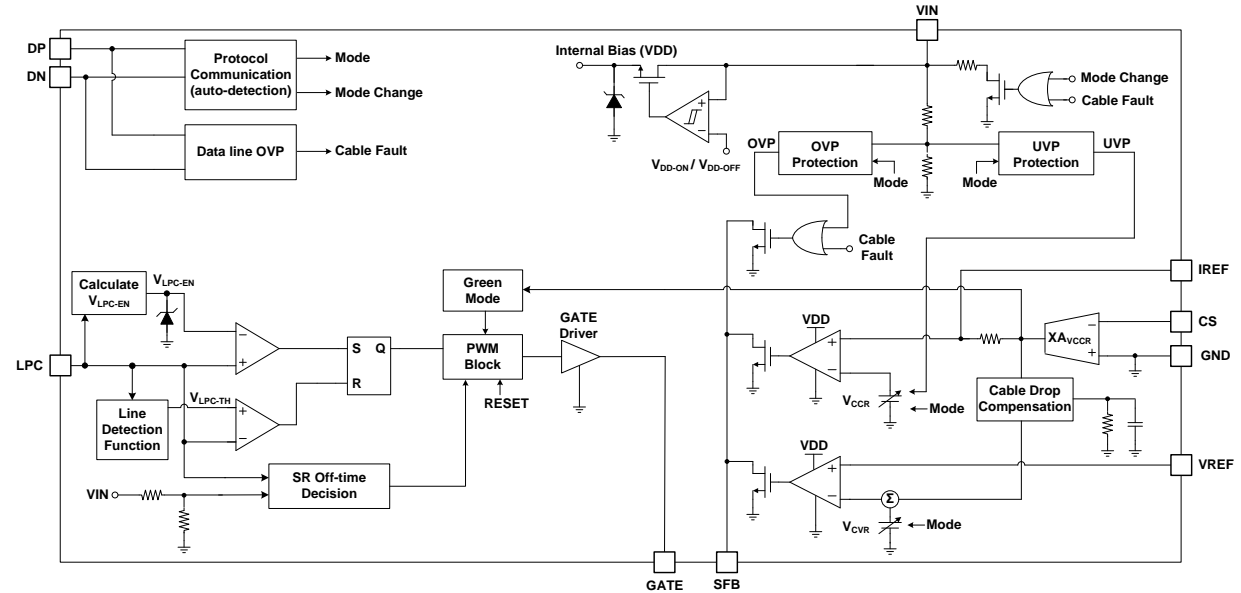 VIN
DP
DN
Protocol
Communication
(auto-detection)
Mode
Mode Change
Data line OVP
Cable Fault
Internal Bias (VDD)
+
−
VDD-ON / VDD-OFF
Mode Change
Cable Fault
OVP
OVP
Protection
Mode
UVP
Protection
UVP
Mode
Cable
Fault
IREF
CS
GND
VREF
LPC
Calculate
VLPC-EN
VLPC-EN
−
+
S
Q
R
Green
Mode
PWM
Block
RESET
GATE
Driver
Line
Detection
Function
VLPC-TH
+
−
SR Off-time
Decision
VIN
VDD
+
−
VCCR
Mode
XAVCCR
−
+
Cable Drop
Compensation
VDD
+
−
Σ
VCVR
Mode
GATE
SFB